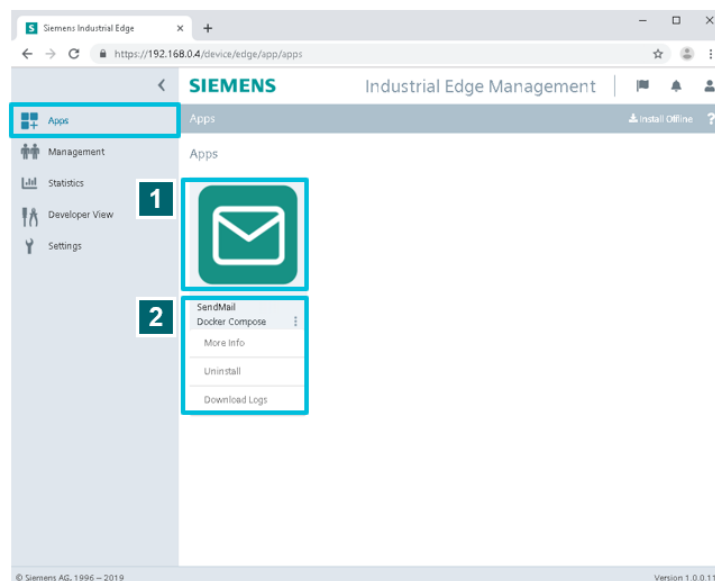 S Siemens Industrial Edge
https://192.168.0.4/device/edge/app/apps
SIEMENS Industrial Edge Management
Apps
Management
Statistics
Developer View
Settings
Apps Install Offline ?
Apps
1
2
SendMail
Docker Compose
More Info
Uninstall
Download Logs
© Siemens AG, 1996 – 2019 Version 1.0.0.11